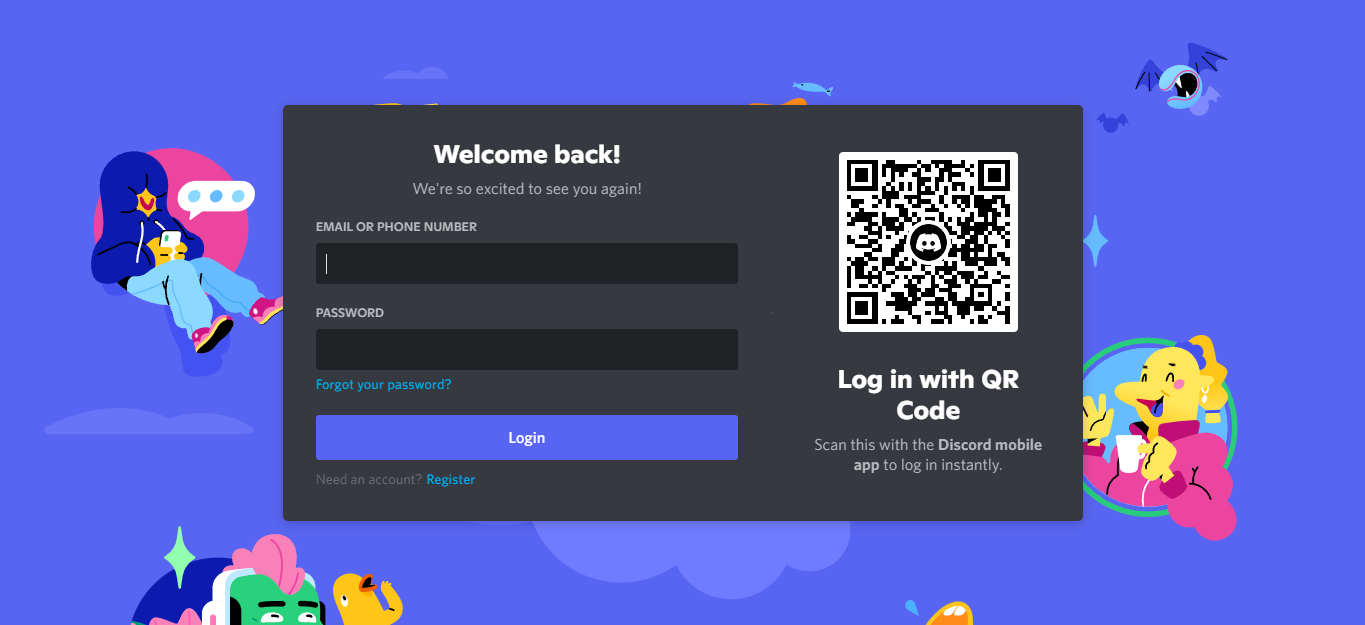 Welcome back!
We're so excited to see you again!
EMAIL OR PHONE NUMBER
PASSWORD
Forgot your password?
Login
Need an account? Register
Log in with QR
Code
Scan this with the Discord mobile
app to log in instantly.